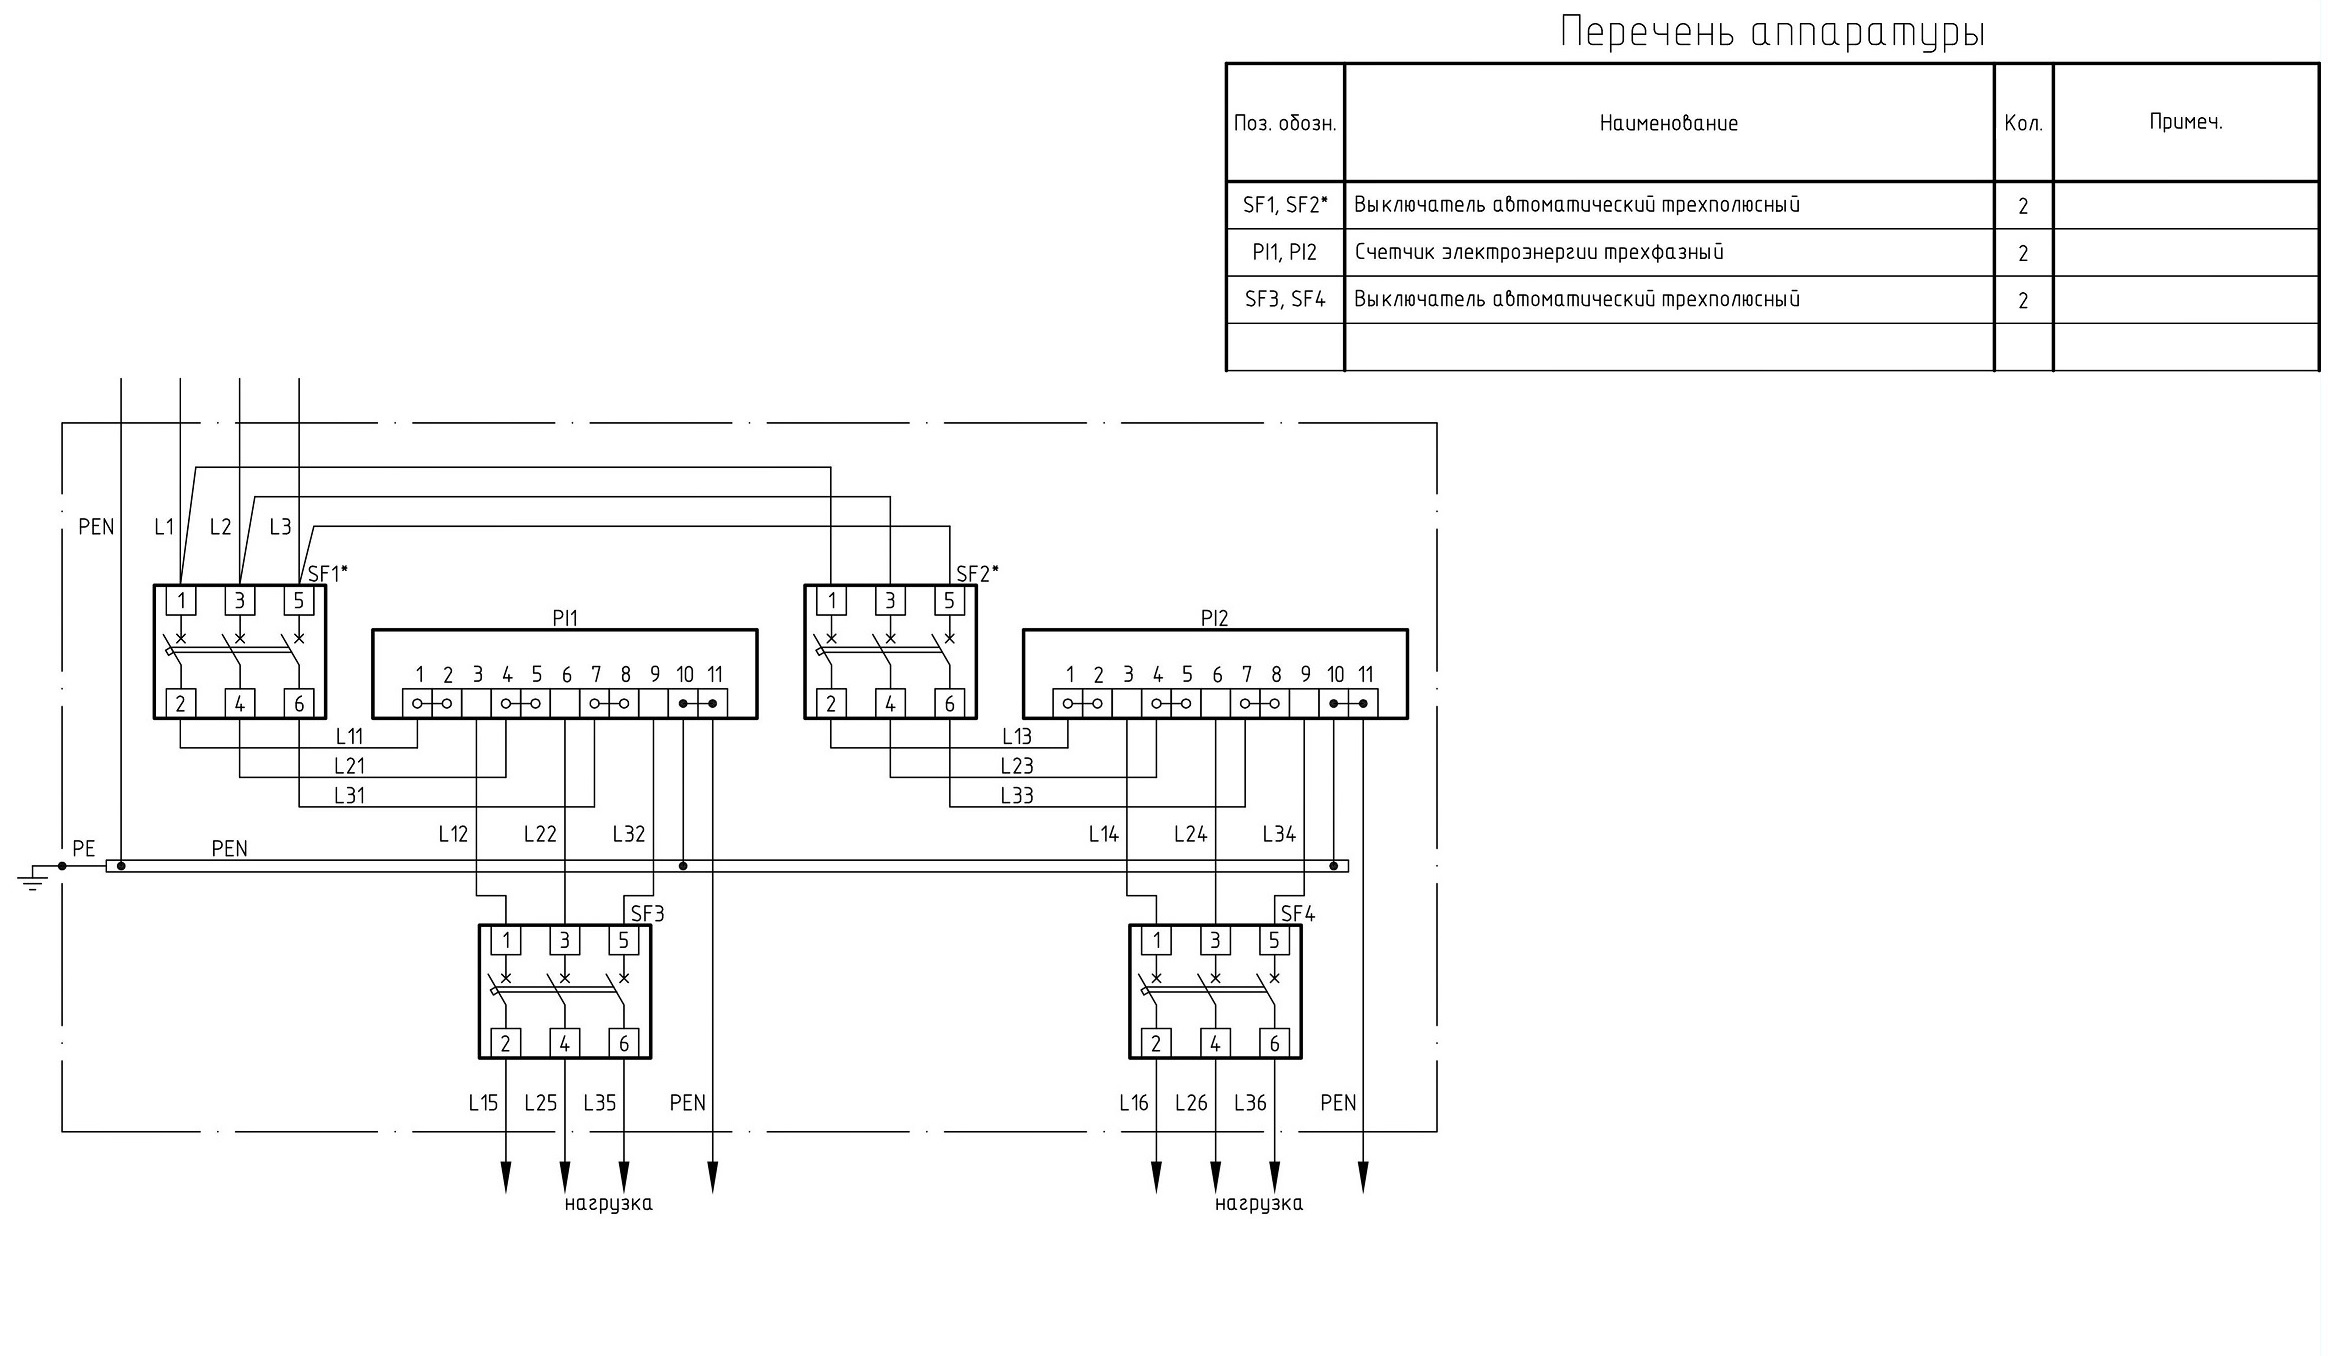 Перечень аппаратуры
Поз. обозн. Наименование Кол. Примеч.
SF1, SF2* Выключатель автоматический трехполюсный 2
PI1, PI2 Счетчик электроэнергии трехфазный 2
SF3, SF4 Выключатель автоматический трехполюсный 2
PEN L1 L2 L3
SF1* SF2*
1 3 5 1 3 5
PI1 PI2
1 2 3 4 5 6 7 8 9 10 11 1 2 3 4 5 6 7 8 9 10 11
2 4 6 2 4 6
L11 L13
L21 L23
L31 L33
L12 L22 L32 L14 L24 L34
PE PEN
SF3 SF4
1 3 5 1 3 5
2 4 6 2 4 6
L15 L25 L35 PEN L16 L26 L36 PEN
нагрузка нагрузка